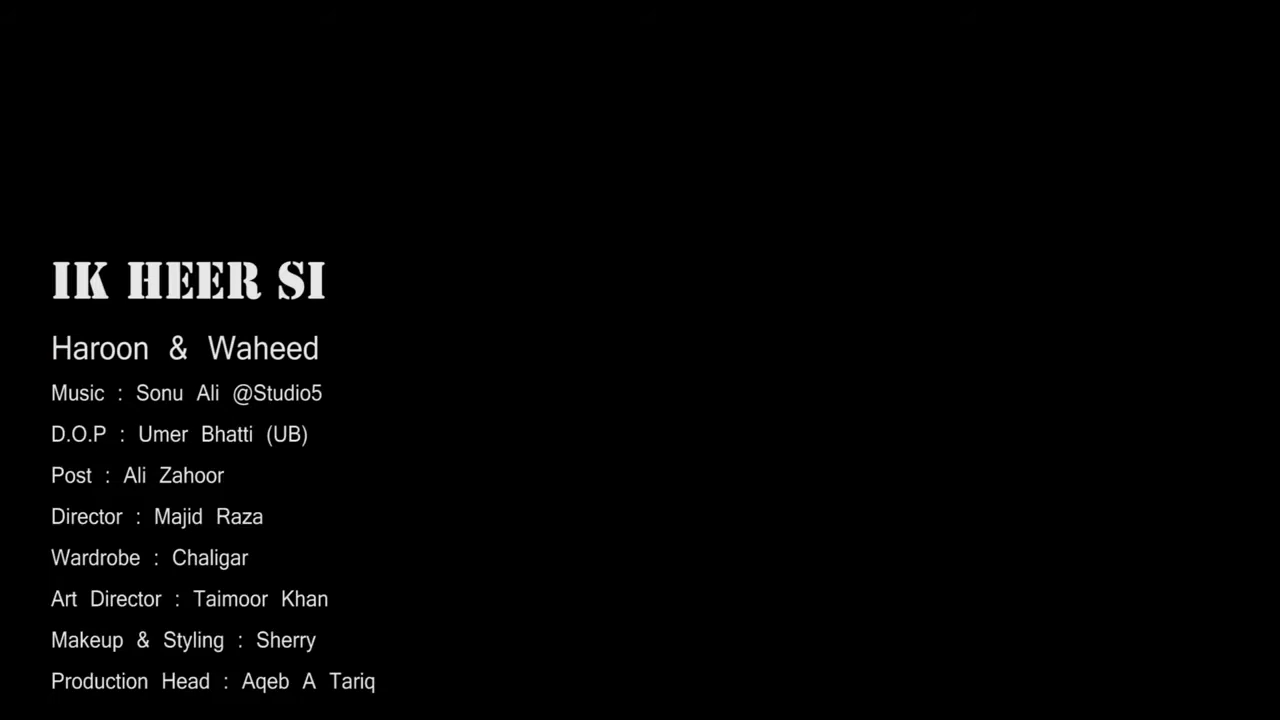 IK HEER SI
Haroon & Waheed
Music : Sonu Ali @Studio5
D.O.P : Umer Bhatti (UB)
Post : Ali Zahoor
Director : Majid Raza
Wardrobe : Chaligar
Art Director : Taimoor Khan
Makeup & Styling : Sherry
Production Head : Aqeb A Tariq